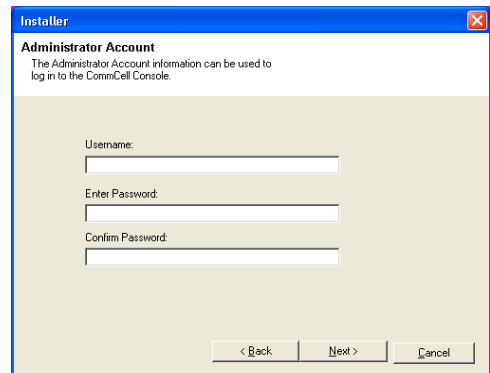 Installer
Administrator Account
The Administrator Account information can be used to
log in to the CommCell Console.
Username:
Enter Password:
Confirm Password:
< Back
Next >
Cancel